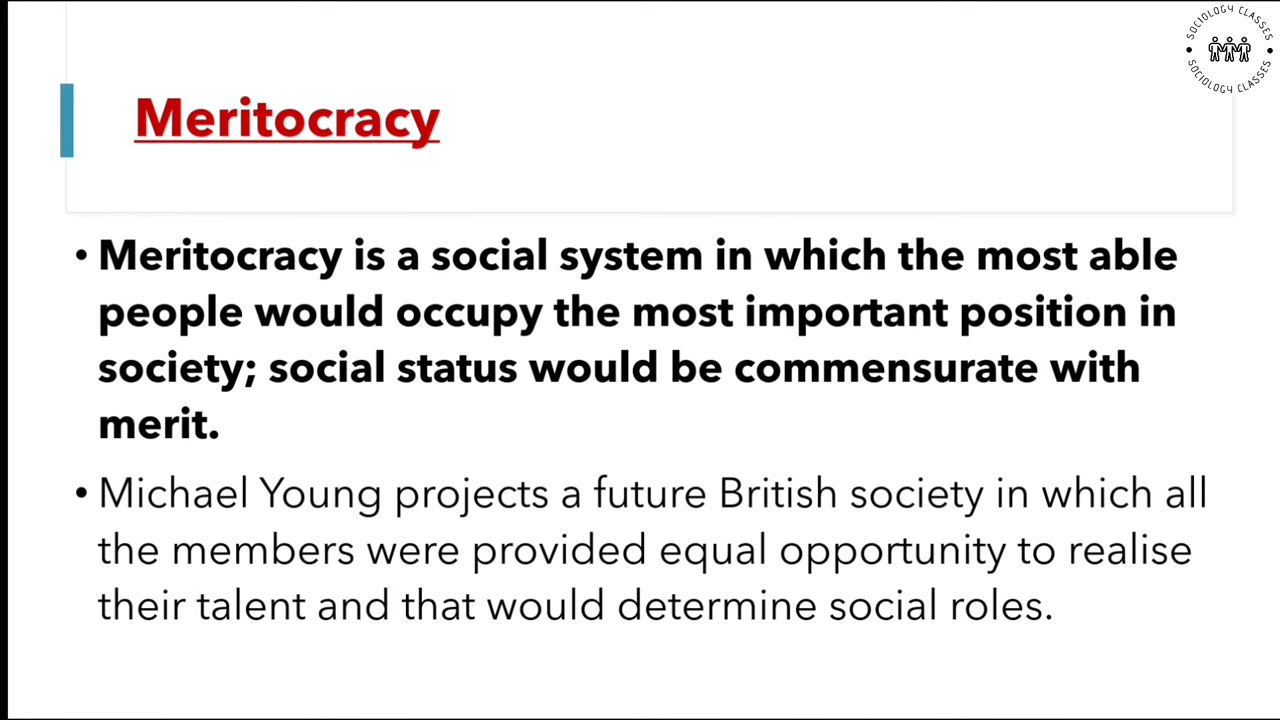 SOCIOLOGY CLASSES
SOCIOLOGY CLASSES
Meritocracy
• Meritocracy is a social system in which the most able
people would occupy the most important position in
society; social status would be commensurate with
merit.
• Michael Young projects a future British society in which all
the members were provided equal opportunity to realise
their talent and that would determine social roles.